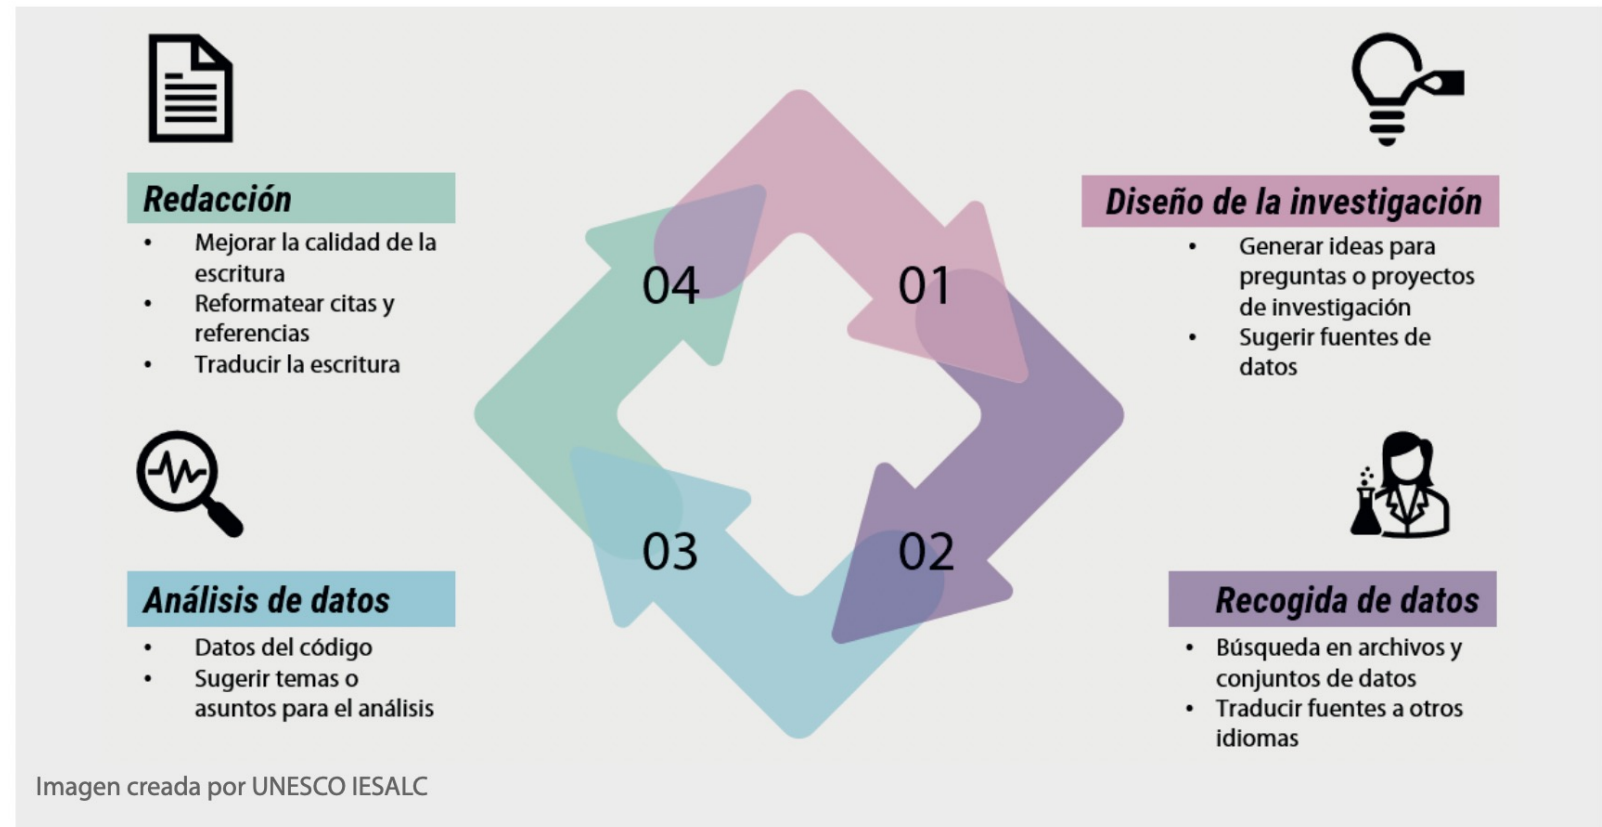 Redacción
• Mejorar la calidad de la
escritura
• Reformatear citas y
referencias
• Traducir la escritura
Diseño de la investigación
• Generar ideas para
preguntas o proyectos
de investigación
• Sugerir fuentes de
datos
04
01
03
02
Análisis de datos
• Datos del código
• Sugerir temas o
asuntos para el análisis
Recogida de datos
• Búsqueda en archivos y
conjuntos de datos
• Traducir fuentes a otros
idiomas
Imagen creada por UNESCO IESALC